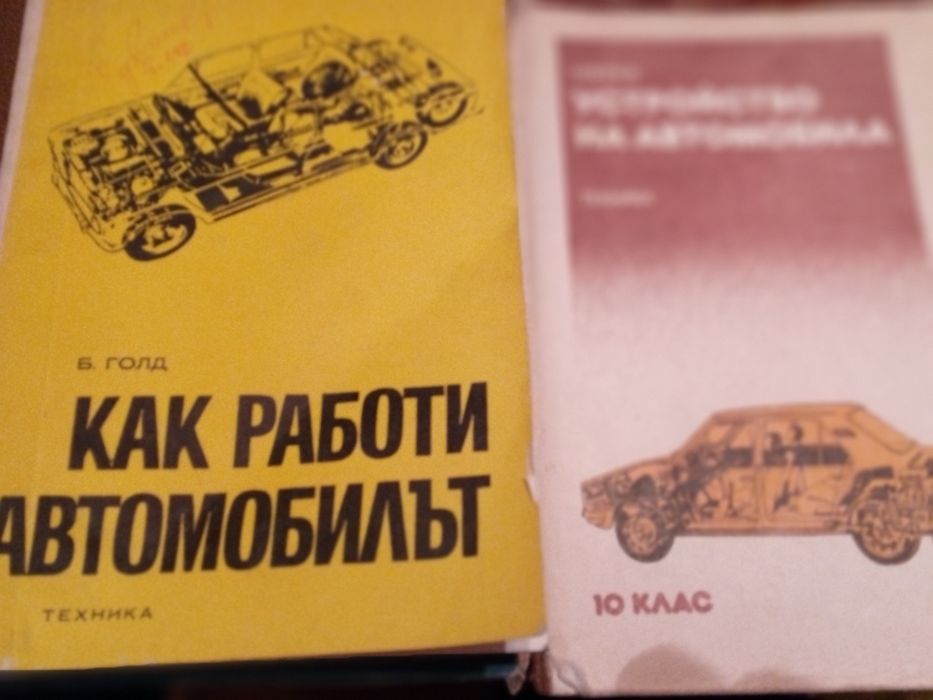 Б. ГОЛД
КАК РАБОТИ
АВТОМОБИЛЪТ
ТЕХНИКА
УСТРОЙСТВО
НА АВТОМОБИЛА
10 КЛАС